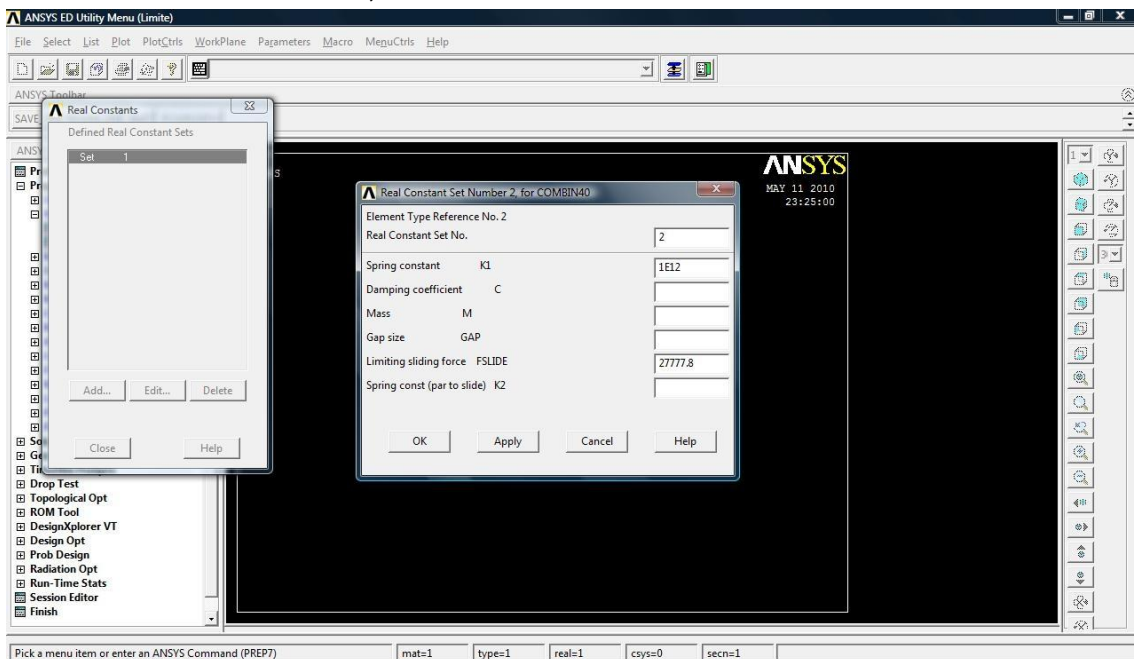 ANSYS ED Utility Menu (Limite)
File Select List Plot PlotCtrls WorkPlane Parameters Macro MenuCtrls Help
ANSYS Toolbar
SAVE
Real Constants
Defined Real Constant Sets
Set 1
Add... Edit... Delete
Close Help
ANSYS
MAY 11 2010
23:25:00
Real Constant Set Number 2, for COMBIN40
Element Type Reference No. 2
Real Constant Set No. 2
Spring constant K1 1E12
Damping coefficient C
Mass M
Gap size GAP
Limiting sliding force FSLIDE 27777.8
Spring const (par to slide) K2
OK Apply Cancel Help
Drop Test
Topological Opt
ROM Tool
DesignXplorer VT
Design Opt
Prob Design
Radiation Opt
Run-Time Stats
Session Editor
Finish
1
3
Pick a menu item or enter an ANSYS Command (PREP7) mat=1 type=1 real=1 csys=0 secn=1